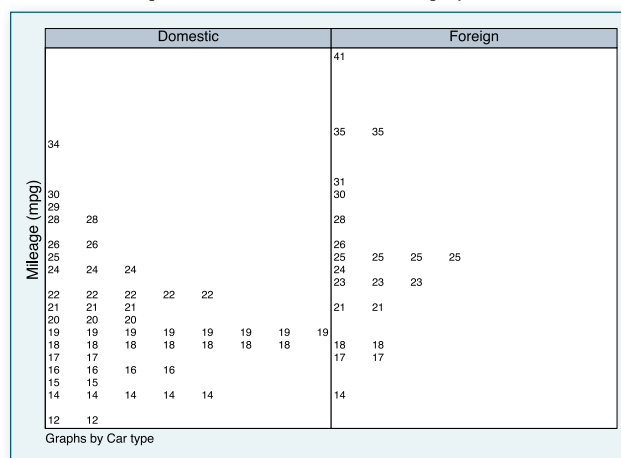 Domestic Foreign
41
35 35
34
31
30 30
29
28 28 28
26 26 26
25 25 25 25 25
24 24 24 24
23 23 23
22 22 22 22 22
21 21 21 21 21
20 20 20
19 19 19 19 19 19 19 19
18 18 18 18 18 18 18 18 18
17 17 17 17
16 16 16 16
15 15
14 14 14 14 14 14
12 12
Mileage (mpg)
Graphs by Car type